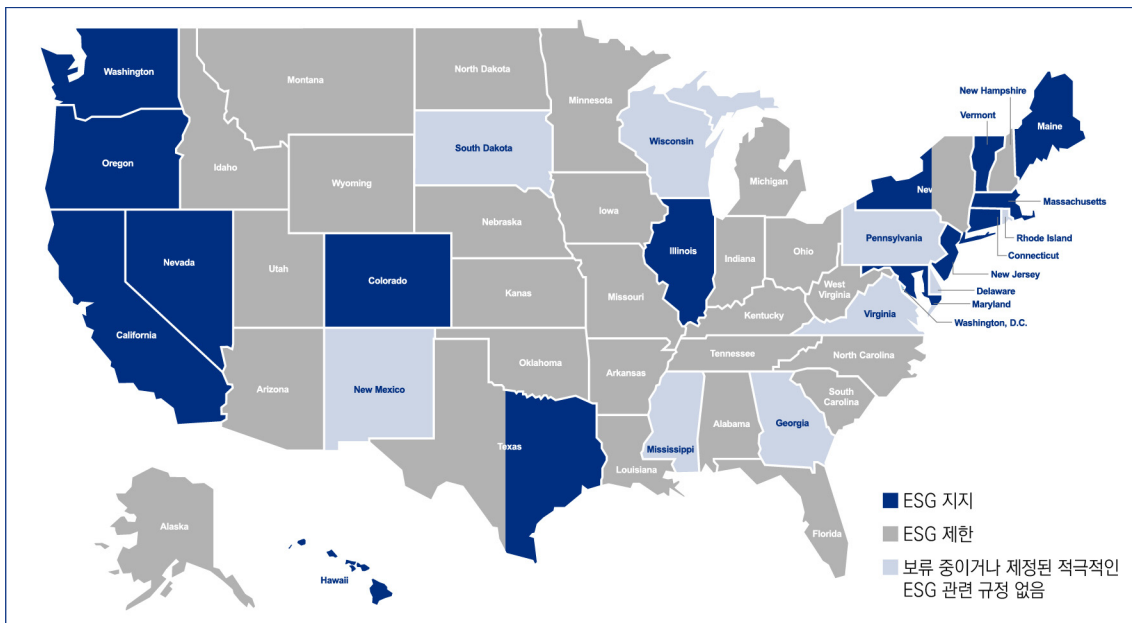 Washington
Montana
North Dakota
Minnesota
New Hampshire
Vermont
Maine
Oregon
Idaho
South Dakota
Wisconsin
Wyoming
Michigan
New
Massachusetts
Nebraska
Iowa
Pennsylvania
Rhode Island
Connecticut
Nevada
Utah
Colorado
Illinois
Indiana
Ohio
New Jersey
Kanas
Missouri
West
Virginia
Delaware
Maryland
California
Kentucky
Virginia
Washington, D.C.
Arizona
New Mexico
Oklahoma
Arkansas
Tennessee
North Carolina
South
Carolina
Texas
Mississippi
Alabama
Georgia
Louisiana
Florida
Alaska
Hawaii
ESG 지지
ESG 제한
보류 중이거나 제정된 적극적인
ESG 관련 규정 없음